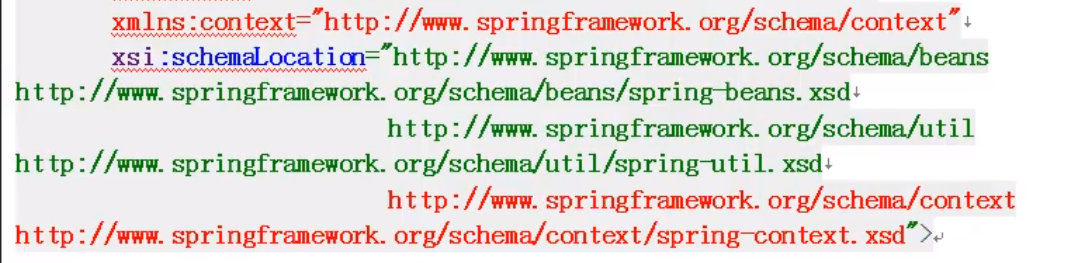 xmlns:context="http://www.springframework.org/schema/context"↓
xsi:schemaLocation="http://www.springframework.org/schema/beans
http://www.springframework.org/schema/beans/spring-beans.xsd↓
http://www.springframework.org/schema/util
http://www.springframework.org/schema/util/spring-util.xsd↓
http://www.springframework.org/schema/context
http://www.springframework.org/schema/context/spring-context.xsd">↵